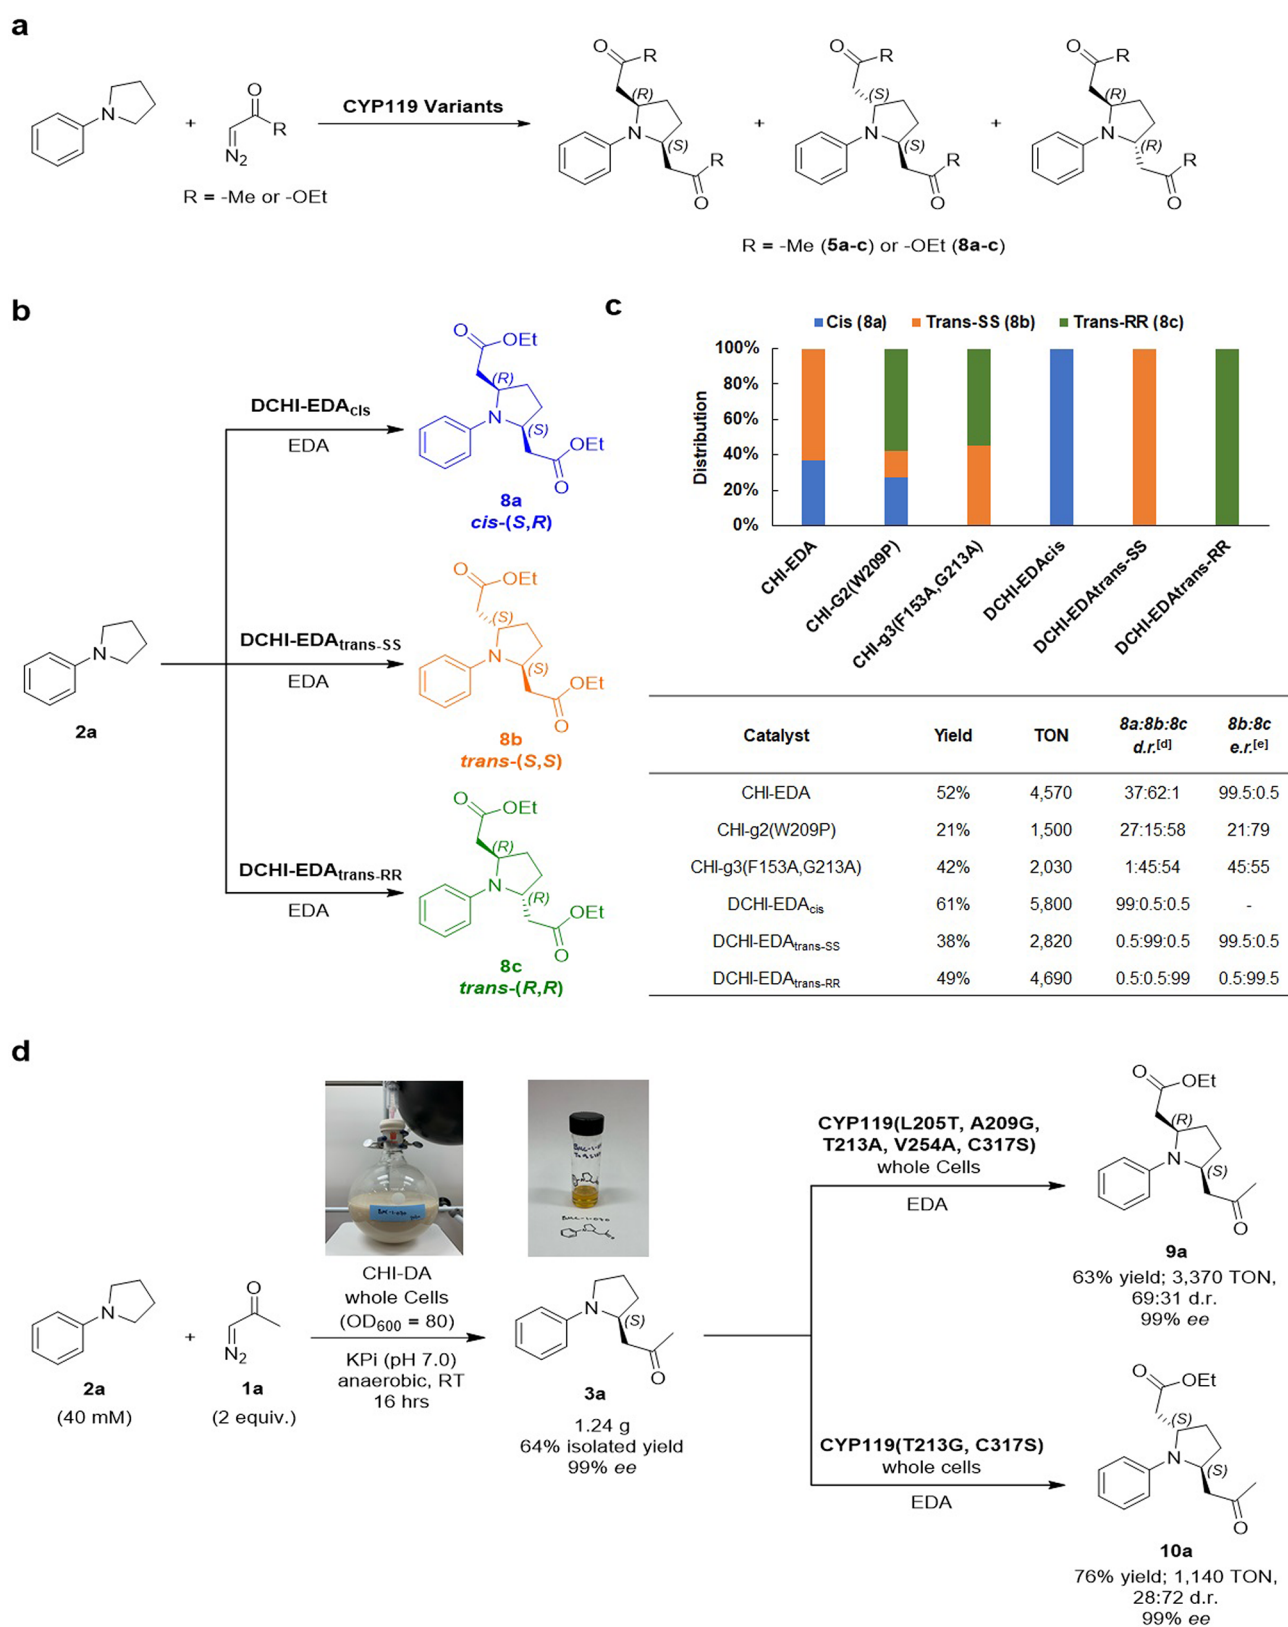 a
O
R
N
+
O
R
N2
R = -Me or -OEt
CYP119 Variants
O
R
(R)
N
(S)
R
O
+
O
R
(S)
N
(S)
R
O
+
O
R
(R)
N
(R)
R
O
R = -Me (5a-c) or -OEt (8a-c)
b
N
2a
DCHI-EDAcis
EDA
O
OEt
(R)
N
(S)
OEt
O
8a
cis-(S,R)
DCHI-EDAtrans-SS
EDA
O
OEt
(S)
N
(S)
OEt
O
8b
trans-(S,S)
DCHI-EDAtrans-RR
EDA
O
OEt
(R)
N
(R)
OEt
O
8c
trans-(R,R)
c
Cis (8a) Trans-SS (8b) Trans-RR (8c)
Distribution
100%
80%
60%
40%
20%
0%
CHI-EDA
CHI-G2(W209P)
CHI-g3(F153A,G213A)
DCHI-EDAcis
DCHI-EDAtrans-SS
DCHI-EDAtrans-RR
Catalyst Yield TON 8a:8b:8c d.r.[d] 8b:8c e.r.[e]
CHI-EDA 52% 4,570 37:62:1 99.5:0.5
CHI-g2(W209P) 21% 1,500 27:15:58 21:79
CHI-g3(F153A,G213A) 42% 2,030 1:45:54 45:55
DCHI-EDAcis 61% 5,800 99:0.5:0.5 -
DCHI-EDAtrans-SS 38% 2,820 0.5:99:0.5 99.5:0.5
DCHI-EDAtrans-RR 49% 4,690 0.5:0.5:99 0.5:99.5
d
N
2a
(40 mM)
+
O
N2
1a
(2 equiv.)
CHI-DA
whole Cells
(OD600 = 80)
KPi (pH 7.0)
anaerobic, RT
16 hrs
N
(S)
O
3a
1.24 g
64% isolated yield
99% ee
CYP119(L205T, A209G,
T213A, V254A, C317S)
whole Cells
EDA
O
OEt
(R)
N
(S)
O
9a
63% yield; 3,370 TON,
69:31 d.r.
99% ee
CYP119(T213G, C317S)
whole cells
EDA
O
OEt
(S)
N
(S)
O
10a
76% yield; 1,140 TON,
28:72 d.r.
99% ee